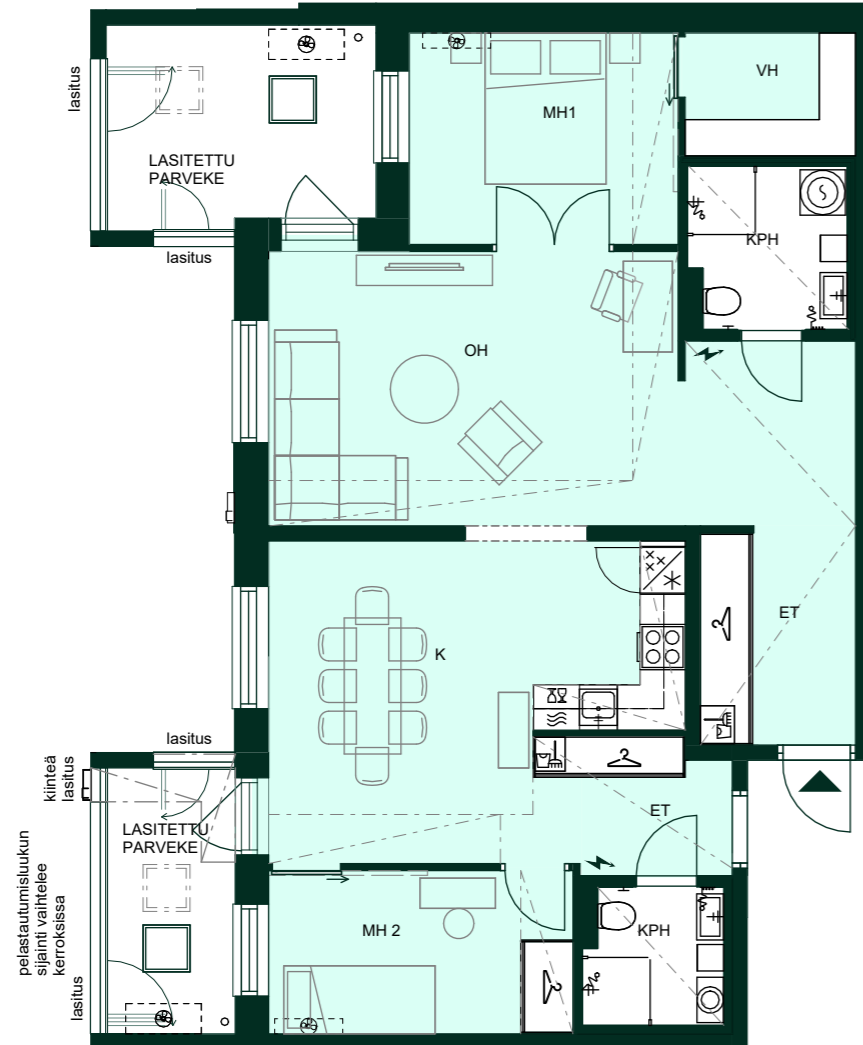 lasitus
LASITETTU
PARVEKE
lasitus
MH1
VH
KPH
OH
K
ET
lasitus
kiinteä
lasitus
LASITETTU
PARVEKE
ET
pelastautumisluukun
sijainti vaihtelee
kerroksissa
lasitus
MH 2
KPH